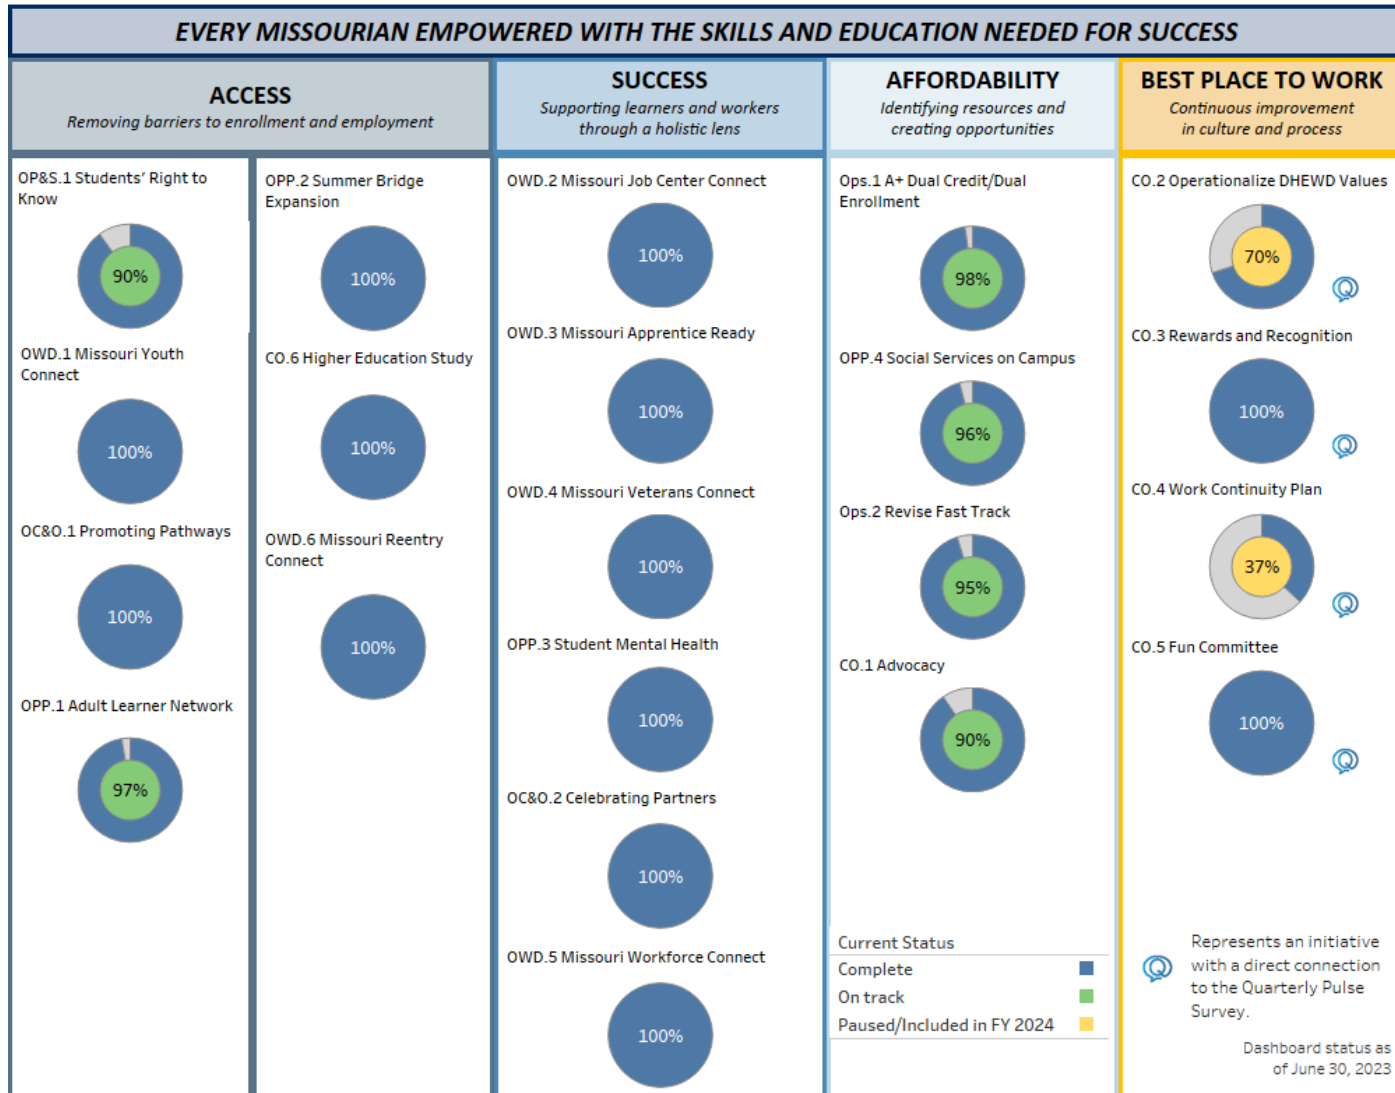 EVERY MISSOURIAN EMPOWERED WITH THE SKILLS AND EDUCATION NEEDED FOR SUCCESS
ACCESS
Removing barriers to enrollment and employment
OP&S.1 Students' Right to
Know
90%
OWD.1 Missouri Youth
Connect
100%
OC&O.1 Promoting Pathways
100%
OPP.1 Adult Learner Network
97%
OPP.2 Summer Bridge
Expansion
100%
CO.6 Higher Education Study
100%
OWD.6 Missouri Reentry
Connect
100%
SUCCESS
Supporting learners and workers
through a holistic lens
OWD.2 Missouri Job Center Connect
100%
OWD.3 Missouri Apprentice Ready
100%
OWD.4 Missouri Veterans Connect
100%
OPP.3 Student Mental Health
100%
OC&O.2 Celebrating Partners
100%
OWD.5 Missouri Workforce Connect
100%
AFFORDABILITY
Identifying resources and
creating opportunities
Ops.1 A+ Dual Credit/Dual
Enrollment
98%
OPP.4 Social Services on Campus
96%
Ops.2 Revise Fast Track
95%
CO.1 Advocacy
90%
Current Status
Complete
On track
Paused/Included in FY 2024
BEST PLACE TO WORK
Continuous improvement
in culture and process
CO.2 Operationalize DHEWD Values
70%
CO.3 Rewards and Recognition
100%
CO.4 Work Continuity Plan
37%
CO.5 Fun Committee
100%
Represents an initiative
with a direct connection
to the Quarterly Pulse
Survey.
Dashboard status as
of June 30, 2023